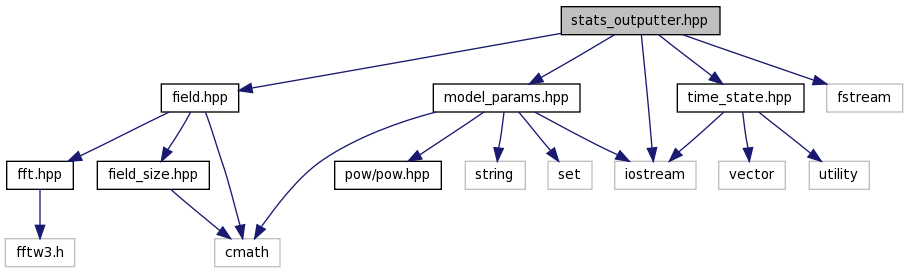 stats_outputter.hpp
field.hpp
model_params.hpp
time_state.hpp
fstream
fft.hpp
field_size.hpp
pow/pow.hpp
string
set
iostream
vector
utility
fftw3.h
cmath